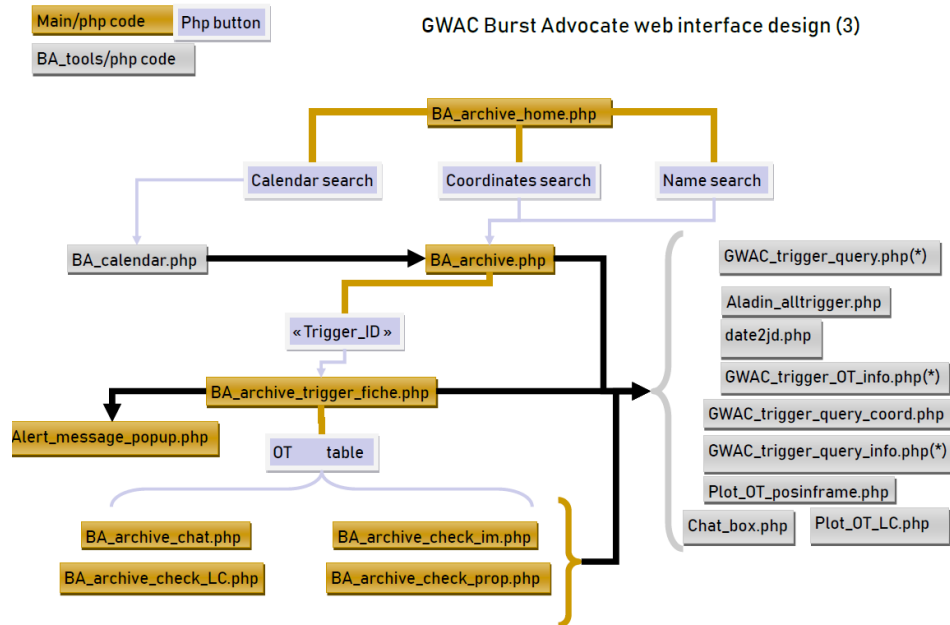 Main/php code
Php button
GWAC Burst Advocate web interface design (3)
BA_tools/php code
BA_archive_home.php
Calendar search
Coordinates search
Name search
BA_calendar.php
BA_archive.php
GWAC_trigger_query.php(*)
Aladin_alltrigger.php
« Trigger_ID »
date2jd.php
GWAC_trigger_OT_info.php(*)
BA_archive_trigger_fiche.php
GWAC_trigger_query_coord.php
Alert_message_popup.php
OT table
GWAC_trigger_query_info.php(*)
Plot_OT_posinframe.php
Chat_box.php
Plot_OT_LC.php
BA_archive_chat.php
BA_archive_check_im.php
BA_archive_check_LC.php
BA_archive_check_prop.php